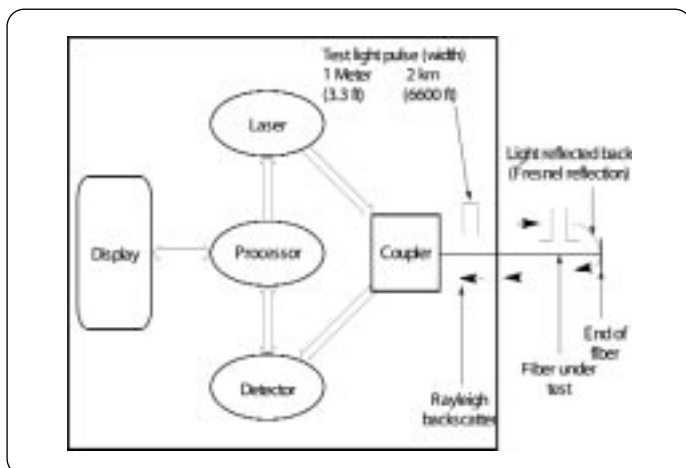 Test light pulse (width)
1 Meter 2 km
(3.3 ft) (6600 ft)
Laser
Light reflected back
(Fresnel reflection)
Display
Processor
Coupler
End of
fiber
Fiber under
test
Detector
Rayleigh
backscatter